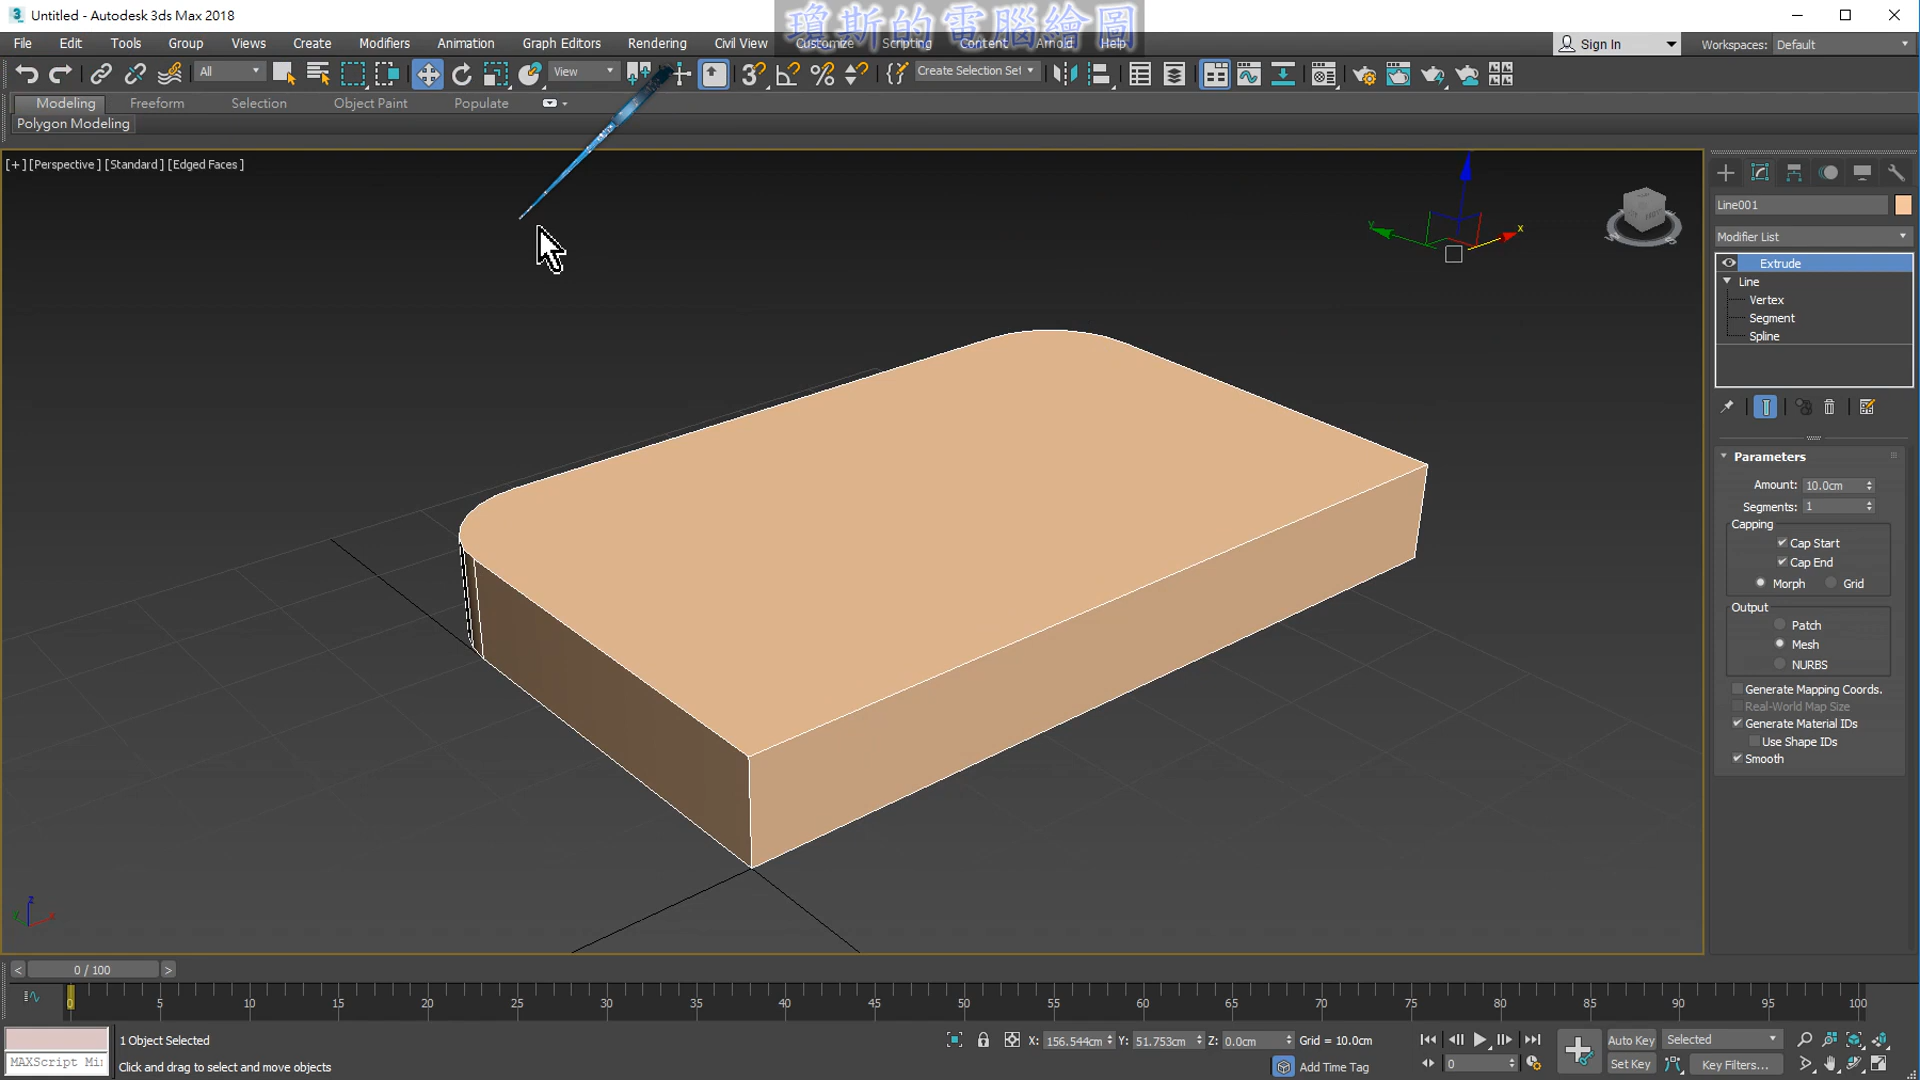 Untitled - Autodesk 3ds Max 2018
瓊斯的電腦繪圖
File Edit Tools Group Views Create Modifiers Animation Graph Editors Rendering Civil View Customize Scripting Content Arnold Help
Sign In
Workspaces: Default
All
View
Create Selection Set
Modeling Freeform Selection Object Paint Populate
Polygon Modeling
[+] [Perspective] [Standard] [Edged Faces]
Line001
Modifier List
Extrude
Line
Vertex
Segment
Spline
Parameters
Amount: 10.0cm
Segments: 1
Capping
Cap Start
Cap End
Morph Grid
Output
Patch
Mesh
NURBS
Generate Mapping Coords.
Real-World Map Size
Generate Material IDs
Use Shape IDs
Smooth
x
y
z
y
x
< 0 / 100 >
0 5 10 15 20 25 30 35 40 45 50 55 60 65 70 75 80 85 90 95 100
1 Object Selected
X: 156.544cm Y: 51.753cm Z: 0.0cm Grid = 10.0cm
Auto Key Selected
MAXScript Mi
Click and drag to select and move objects
Add Time Tag
0
Set Key Key Filters...